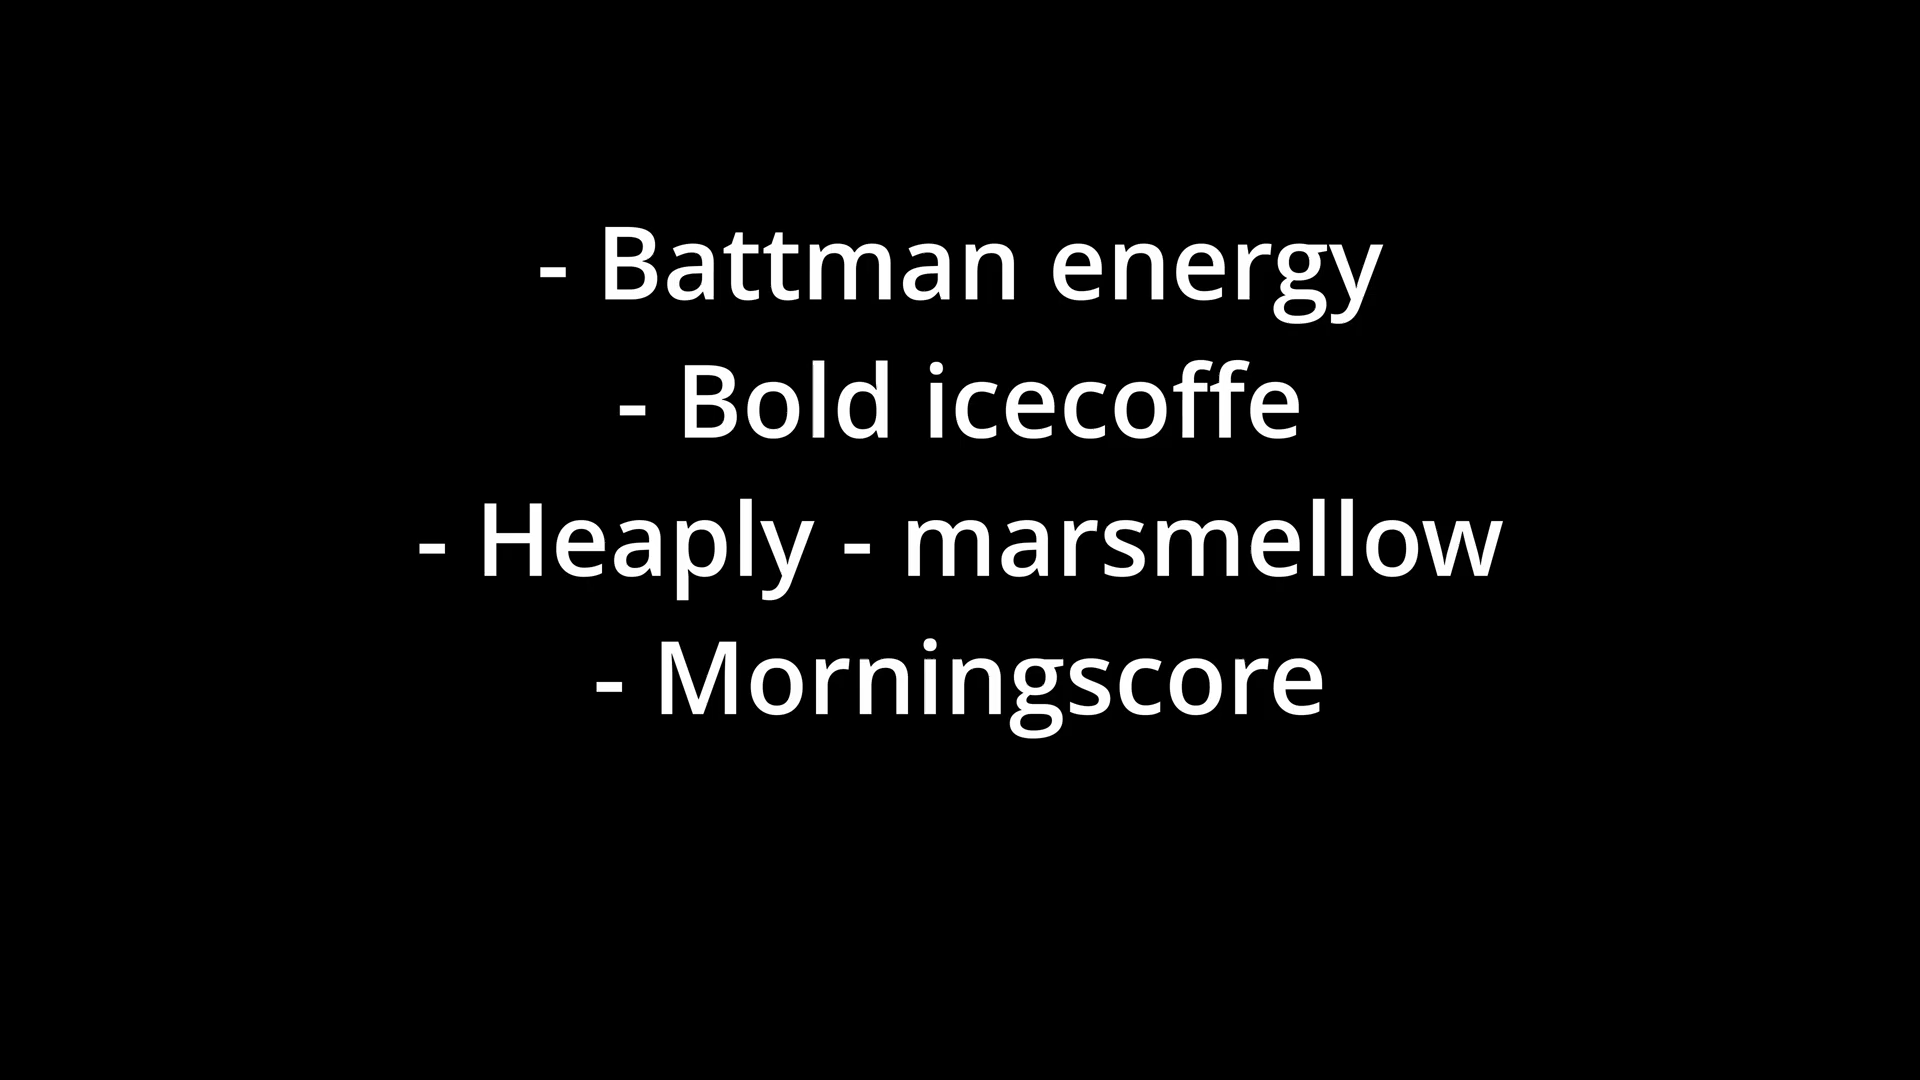 - Battman energy
- Bold icecoffe
- Heaply - marsmellow
- Morningscore